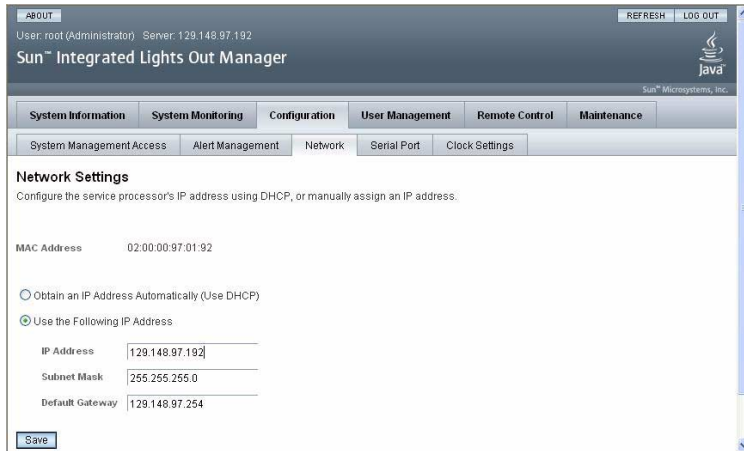 ABOUT REFRESH LOG OUT
User: root (Administrator) Server: 129.148.97.192
Sun™ Integrated Lights Out Manager
Java™
Sun™ Microsystems, Inc.
System Information System Monitoring Configuration User Management Remote Control Maintenance
System Management Access Alert Management Network Serial Port Clock Settings
Network Settings
Configure the service processor's IP address using DHCP, or manually assign an IP address.
MAC Address 02:00:00:97:01:92
Obtain an IP Address Automatically (Use DHCP)
Use the Following IP Address
IP Address 129.148.97.192
Subnet Mask 255.255.255.0
Default Gateway 129.148.97.254
Save